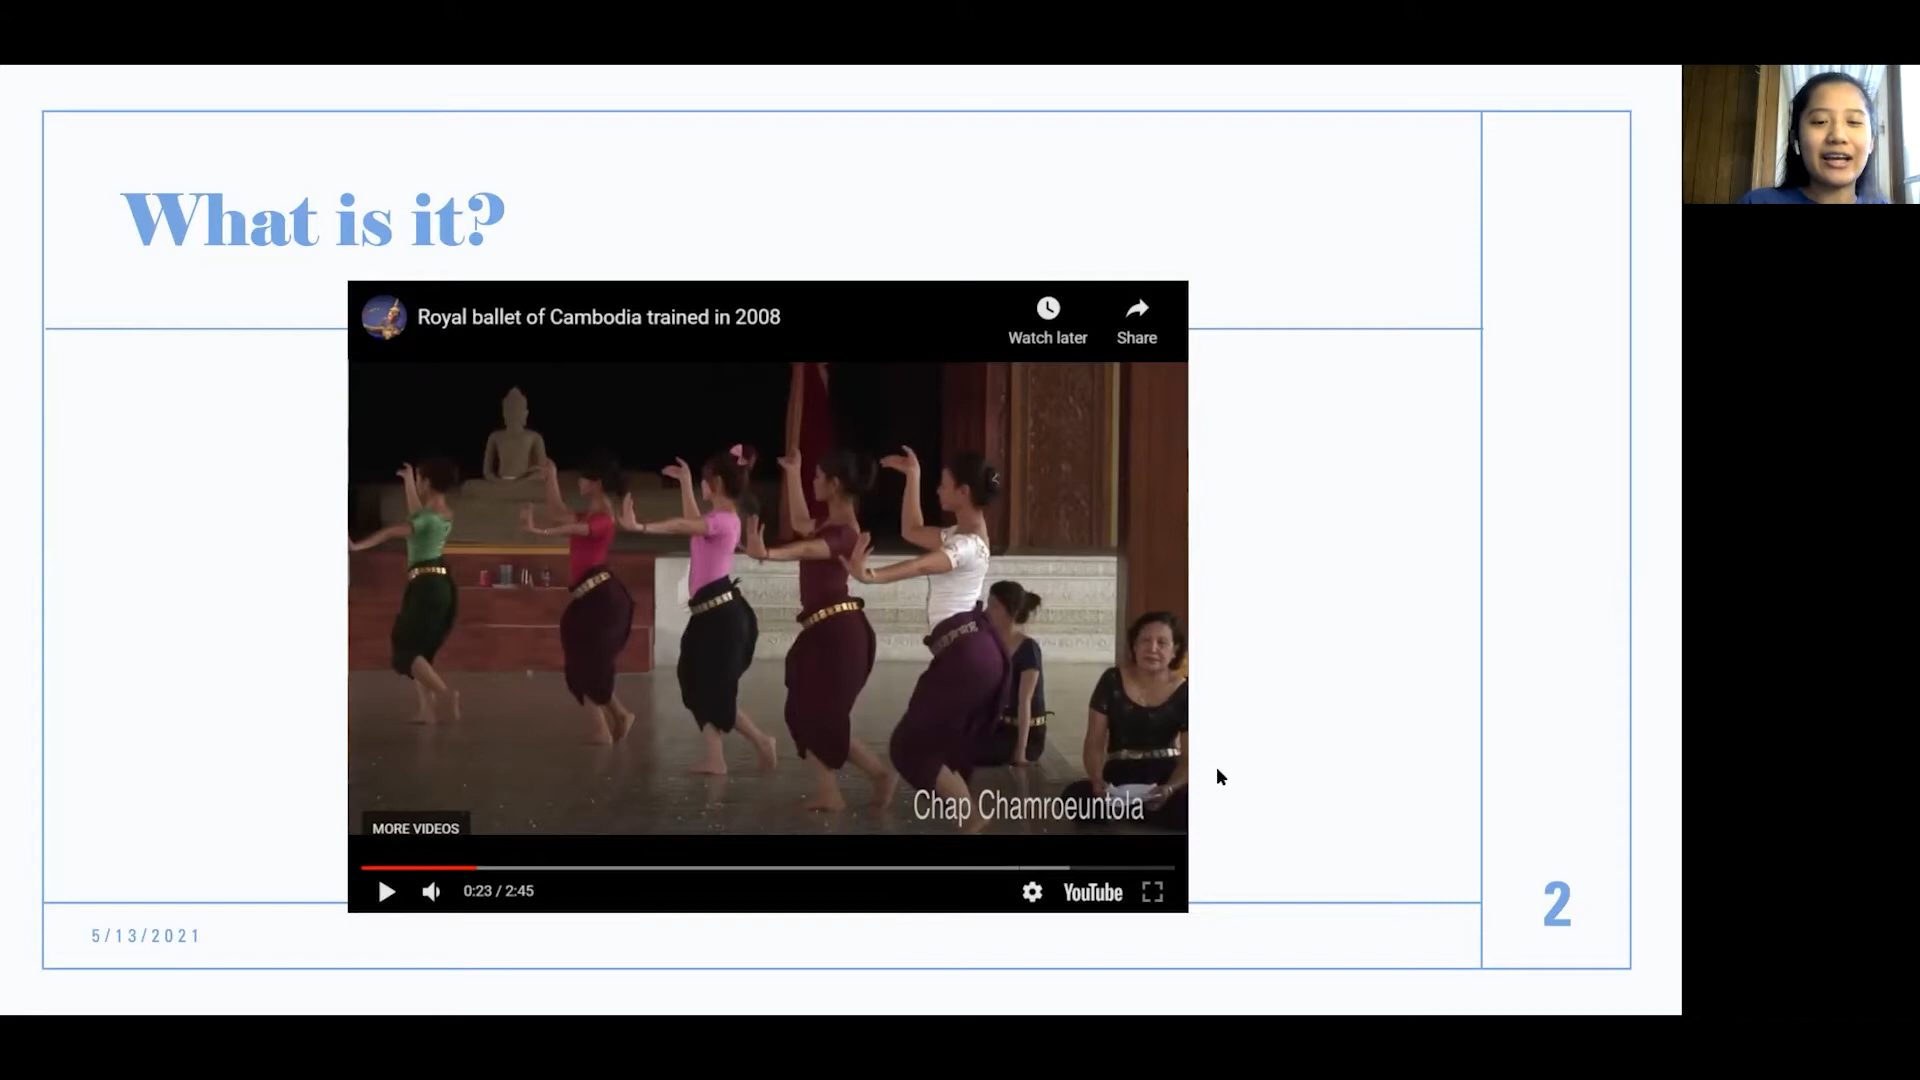 What is it?
Royal ballet of Cambodia trained in 2008
Watch later
Share
Chap Chamroeuntola
MORE VIDEOS
0:23 / 2:45
YouTube
5/13/2021
2